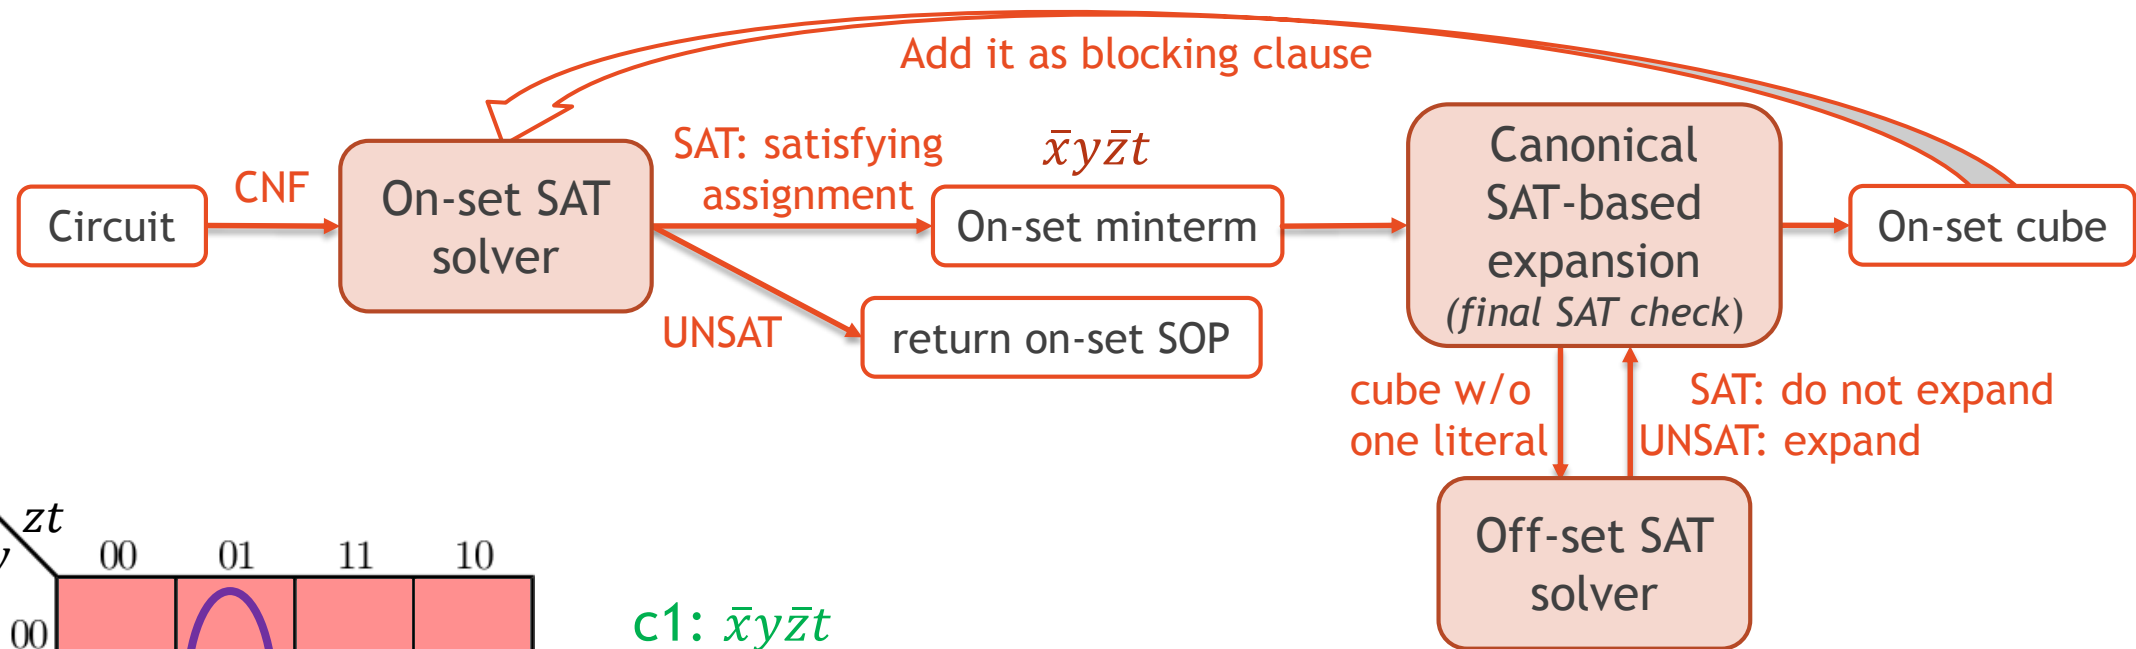 Add it as blocking clause
Circuit
CNF
On-set SAT
solver
SAT: satisfying
assignment
x̄yz̄t
On-set minterm
UNSAT
return on-set SOP
Canonical
SAT-based
expansion
(final SAT check)
On-set cube
cube w/o
one literal
SAT: do not expand
UNSAT: expand
Off-set SAT
solver
zt
00 01 11 10
00
c1: x̄yz̄t